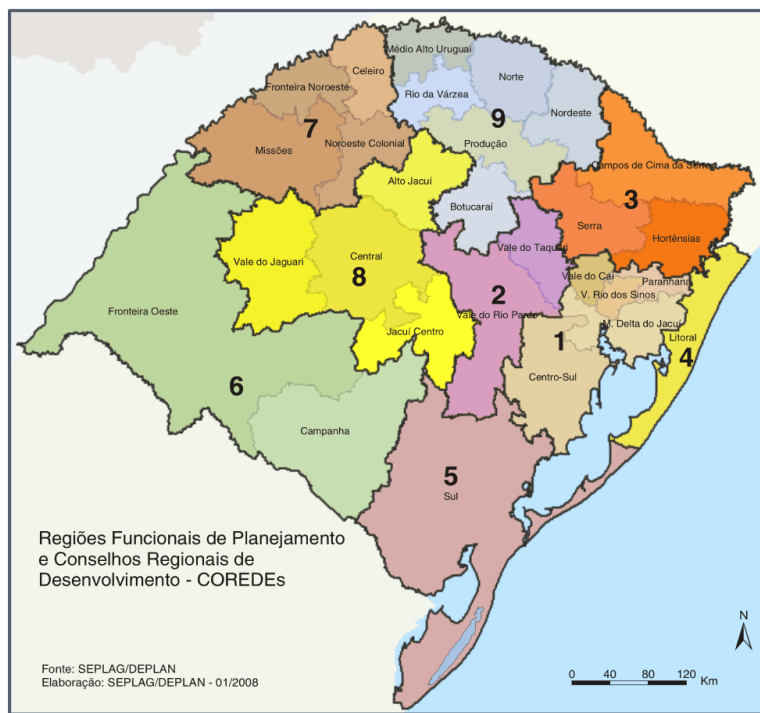 Médio Alto Uruguai
Celeiro
Norte
Fronteira Noroeste
Rio da Várzea
9
Nordeste
7
Noroeste Colonial
Produção
Missões
Campos de Cima da Serra
Alto Jacuí
3
Botucaraí
Serra
Hortênsias
Vale do Taquari
Vale do Jaguari
Central
8
Vale do Caí
Paranhana
2
V. Rio dos Sinos
Fronteira Oeste
Vale do Rio Pardo
Jacuí Centro
M. Delta do Jacuí
1
Litoral
4
Centro-Sul
6
Campanha
5
Sul
Regiões Funcionais de Planejamento
e Conselhos Regionais de
Desenvolvimento - COREDEs
N
Fonte: SEPLAG/DEPLAN
Elaboração: SEPLAG/DEPLAN - 01/2008
0 40 80 120
Km